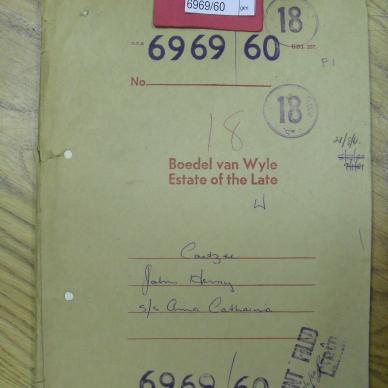 6969/60
18
6969 60
P1
No.
18
18
Boedel van Wyle
Estate of the Late
W
Coetzee
John Henry
s/s Anna Catharina
6969/60